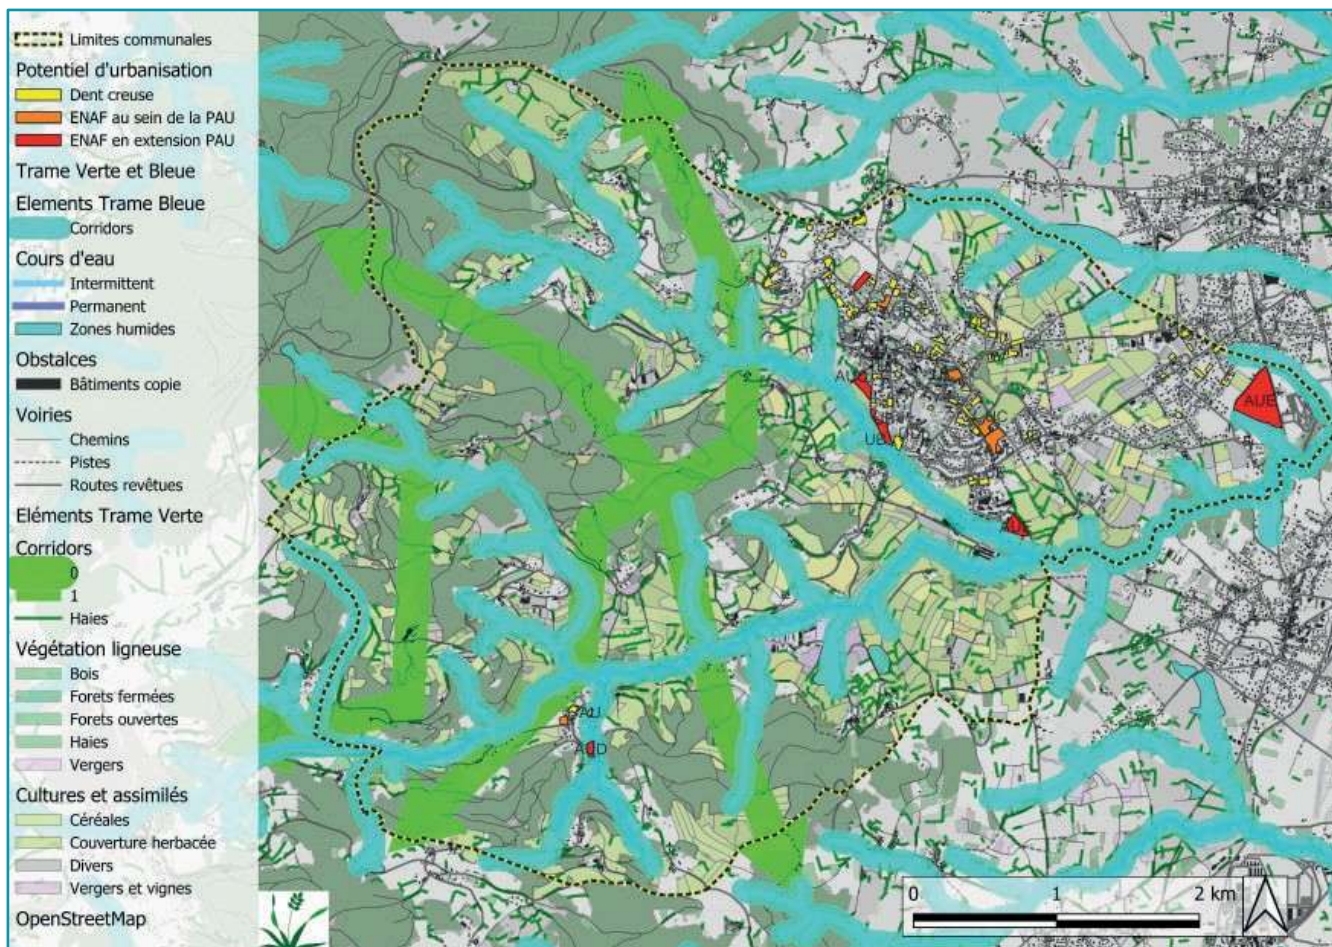 Limites communales
Potentiel d'urbanisation
Dent creuse
ENAF au sein de la PAU
ENAF en extension PAU
Trame Verte et Bleue
Elements Trame Bleue
Corridors
Cours d'eau
Intermittent
Permanent
Zones humides
Obstalces
Bâtiments copie
Voiries
Chemins
Pistes
Routes revêtues
Eléments Trame Verte
Corridors
0
1
Haies
Végétation ligneuse
Bois
Forets fermées
Forets ouvertes
Haies
Vergers
Cultures et assimilés
Céréales
Couverture herbacée
Divers
Vergers et vignes
OpenStreetMap
AUE
0 1 2 km